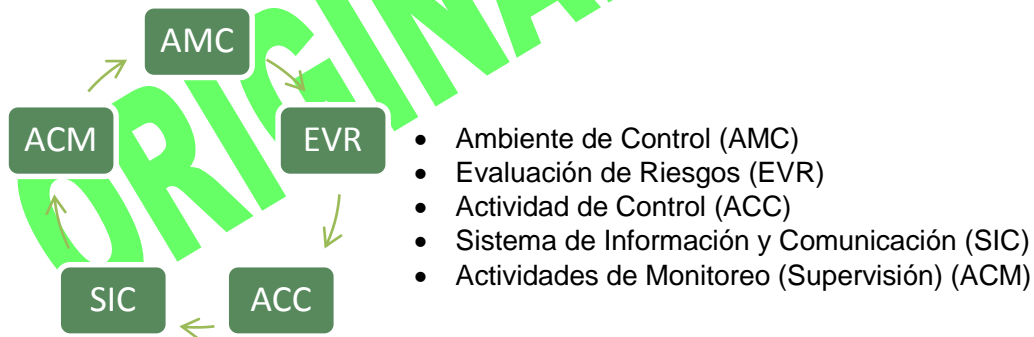 AMC
ACM
EVR
SIC
ACC
• Ambiente de Control (AMC)
• Evaluación de Riesgos (EVR)
• Actividad de Control (ACC)
• Sistema de Información y Comunicación (SIC)
• Actividades de Monitoreo (Supervisión) (ACM)
ORIGINA